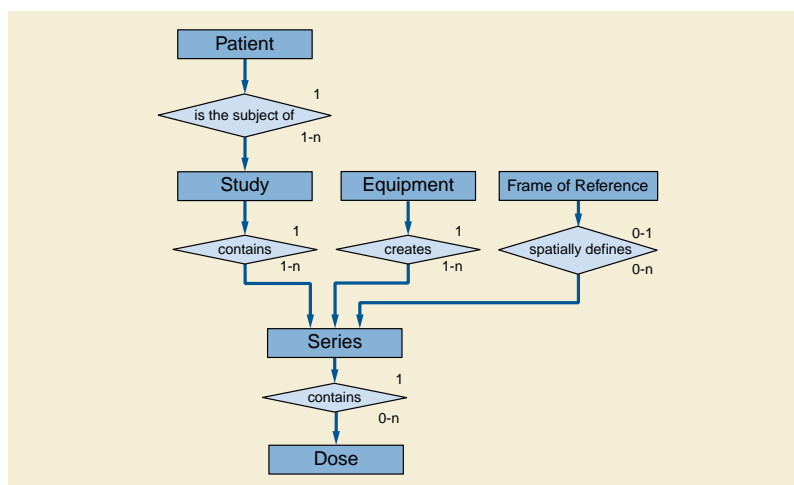 Patient
1
is the subject of
1-n
Study
Equipment
Frame of Reference
1
contains
1-n
1
creates
1-n
0-1
spatially defines
0-n
Series
1
contains
0-n
Dose